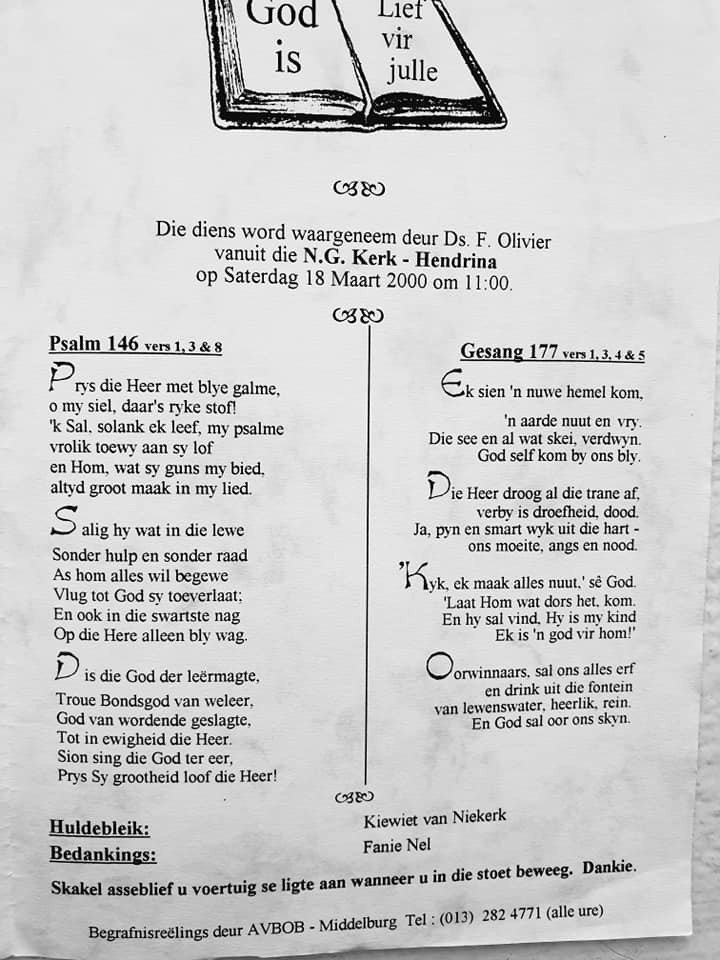 God
is
Lief
vir
julle
Die diens word waargeneem deur Ds. F. Olivier
vanuit die N.G. Kerk - Hendrina
op Saterdag 18 Maart 2000 om 11:00.
Psalm 146 vers 1, 3 & 8
Prys die Heer met blye galme,
o my siel, daar's ryke stof!
'k Sal, solank ek leef, my psalme
vrolik toewy aan sy lof
en Hom, wat sy guns my bied,
altyd groot maak in my lied.
Salig hy wat in die lewe
Sonder hulp en sonder raad
As hom alles wil begewe
Vlug tot God sy toeverlaat;
En ook in die swartste nag
Op die Here alleen bly wag.
Dis die God der leërmagte,
Troue Bondsgod van weleer,
God van wordende geslagte,
Tot in ewigheid die Heer.
Sion sing die God ter eer,
Prys Sy grootheid loof die Heer!
Gesang 177 vers 1, 3, 4 & 5
Ek sien 'n nuwe hemel kom,
'n aarde nuut en vry.
Die see en al wat skei, verdwyn.
God self kom by ons bly.
Die Heer droog al die trane af,
verby is droefheid, dood.
Ja, pyn en smart wyk uit die hart -
ons moeite, angs en nood.
'Kyk, ek maak alles nuut,' sê God.
'Laat Hom wat dors het, kom.
En hy sal vind, Hy is my kind
Ek is 'n god vir hom!'
Oorwinnaars, sal ons alles erf
en drink uit die fontein
van lewenswater, heerlik, rein.
En God sal oor ons skyn.
Huldebleik: Kiewiet van Niekerk
Bedankings: Fanie Nel
Skakel asseblief u voertuig se ligte aan wanneer u in die stoet beweeg. Dankie.
Begrafnisreëlings deur AVBOB - Middelburg Tel : (013) 282 4771 (alle ure)